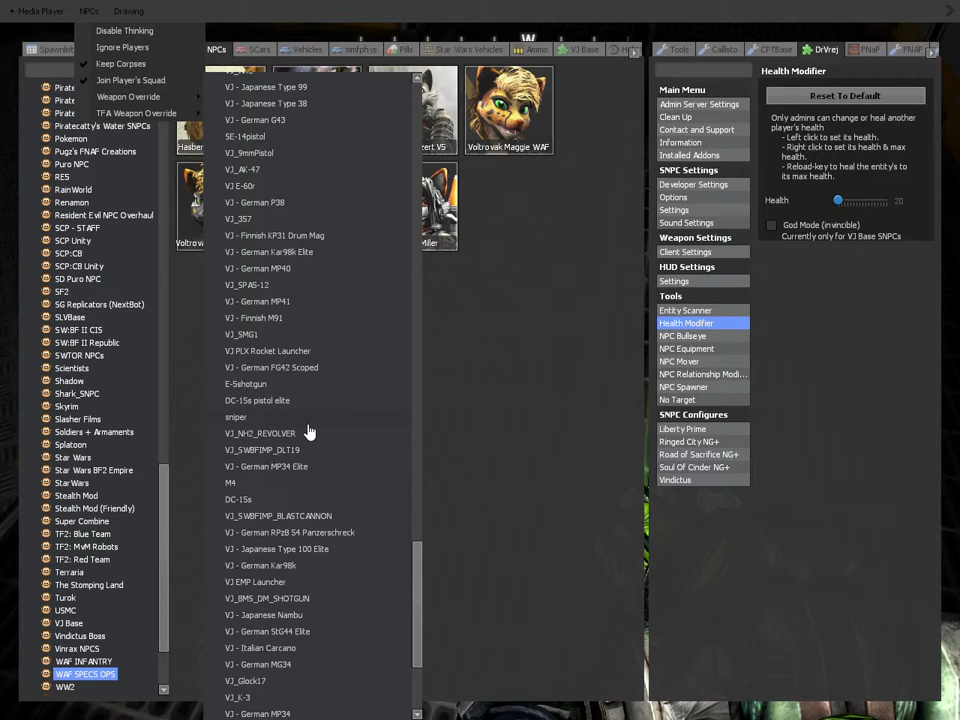 Media Player NPCs Drawing
Disable Thinking
Ignore Players
Keep Corpses
Join Player's Squad
Weapon Override
TFA Weapon Override
Spawnlists
NPCs
SCars
Vehicles
simfphys
Pills
Star Wars Vehicles
Ammo
VJ Base
Pirate
Pirate
Pirate
Piratecatty's Water SNPCs
Pokemon
Pugo's FNAF Creations
Puro NPC
RE5
RainWorld
Renamon
Resident Evil NPC Overhaul
SCP - STAFF
SCP Unity
SCP:CB
SCP:CB Unity
SD Puro NPC
SF2
SG Replicators (NextBot)
SLVBase
SW:BF II CIS
SW:BF II Republic
SWTOR NPCs
Scientists
Shadow
Shark_SNPC
Skyrim
Slasher Films
Soldiers + Armaments
Splatoon
Star Wars
Star Wars BF2 Empire
StarWars
Stealth Mod
Stealth Mod (Friendly)
Super Combine
TF2: Blue Team
TF2: MvM Robots
TF2: Red Team
Terraria
The Stomping Land
Turok
USMC
VJ Base
Vindictus Boss
Vinrax NPCS
WAF INFANTRY
WAF SPECS OPS
WW2
VJ - Japanese Type 99
VJ - Japanese Type 38
VJ - German G43
SE-14pistol
VJ_9mmPistol
VJ_AK-47
VJ E-60r
VJ - German P38
VJ_357
VJ - Finnish KP31 Drum Mag
VJ - German Kar98k Elite
VJ - German MP40
VJ_SPAS-12
VJ - German MP41
VJ - Finnish M91
VJ_SMG1
VJ PLX Rocket Launcher
VJ - German FG42 Scoped
E-5shotgun
DC-15s pistol elite
sniper
VJ_NH2_REVOLVER
VJ_SWBFIMP_DLT19
VJ - German MP34 Elite
M4
DC-15s
VJ_SWBFIMP_BLASTCANNON
VJ - German RPzB 54 Panzerschreck
VJ - Japanese Type 100 Elite
VJ - German Kar98k
VJ EMP Launcher
VJ_BMS_DM_SHOTGUN
VJ - Japanese Nambu
VJ - German StG44 Elite
VJ - Italian Carcano
VJ - German MG34
VJ_Glock17
VJ_K-3
VJ - German MP34
Hasber
ert V5
Voltrovak Maggie WAF
Voltrov
Miller
Tools
Callisto
CPTBase
DrVrej
FNaF
FNAF
Main Menu
Admin Server Settings
Clean Up
Contact and Support
Information
Installed Addons
SNPC Settings
Developer Settings
Options
Settings
Sound Settings
Weapon Settings
Client Settings
HUD Settings
Settings
Tools
Entity Scanner
Health Modifier
NPC Bullseye
NPC Equipment
NPC Mover
NPC Relationship Modi...
NPC Spawner
No Target
SNPC Configures
Liberty Prime
Ringed City NG+
Road of Sacrifice NG+
Soul Of Cinder NG+
Vindictus
Health Modifier
Reset To Default
Only admins can change or heal another
player's health
- Left click to set its health.
- Right click to set its health & max
health.
- Reload-key to heal the entity's
to its max health.
Health 20
God Mode (invincible)
Currently only for VJ Base SNPCs